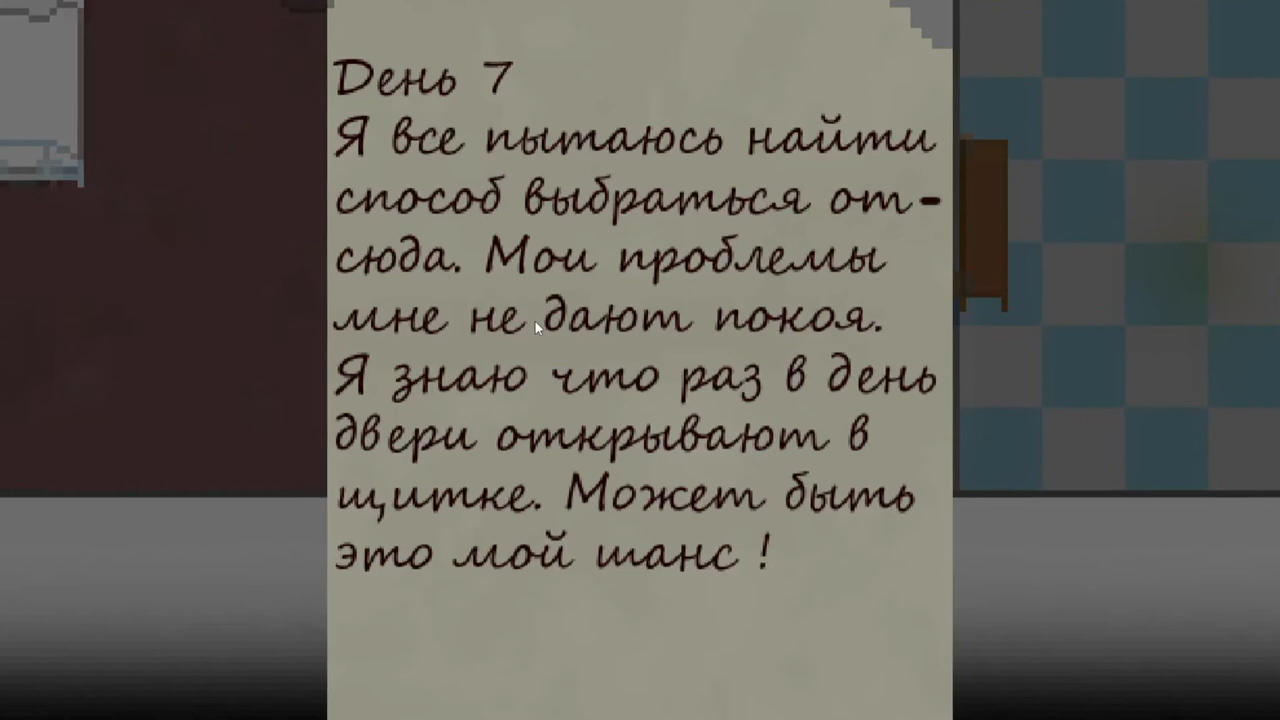 День 7
Я все пытаюсь найти
способ выбраться от-
сюда. Мои проблемы
мне не дают покоя.
Я знаю что раз в день
двери открывают в
щитке. Может быть
это мой шанс !